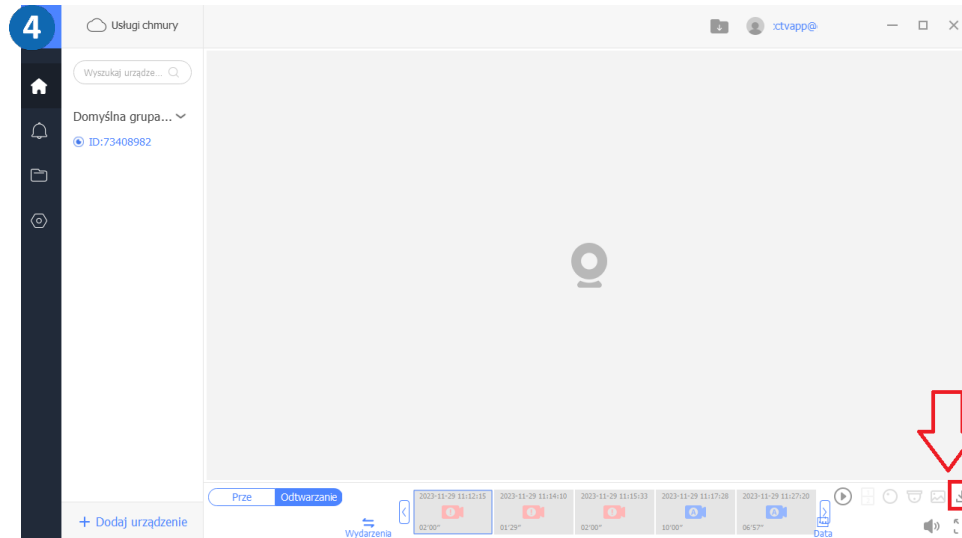 4
Usługi chmury
:ctvapp@
Wyszukaj urządze...
Domyślna grupa...
ID:73408982
Prze
Odtwarzanie
Wydarzenia
2023-11-29 11:12:15
02'00"
2023-11-29 11:14:10
01'29"
2023-11-29 11:15:33
02'00"
2023-11-29 11:17:28
A
10'00"
2023-11-29 11:27:20
A
06'57"
Data
+ Dodaj urządzenie